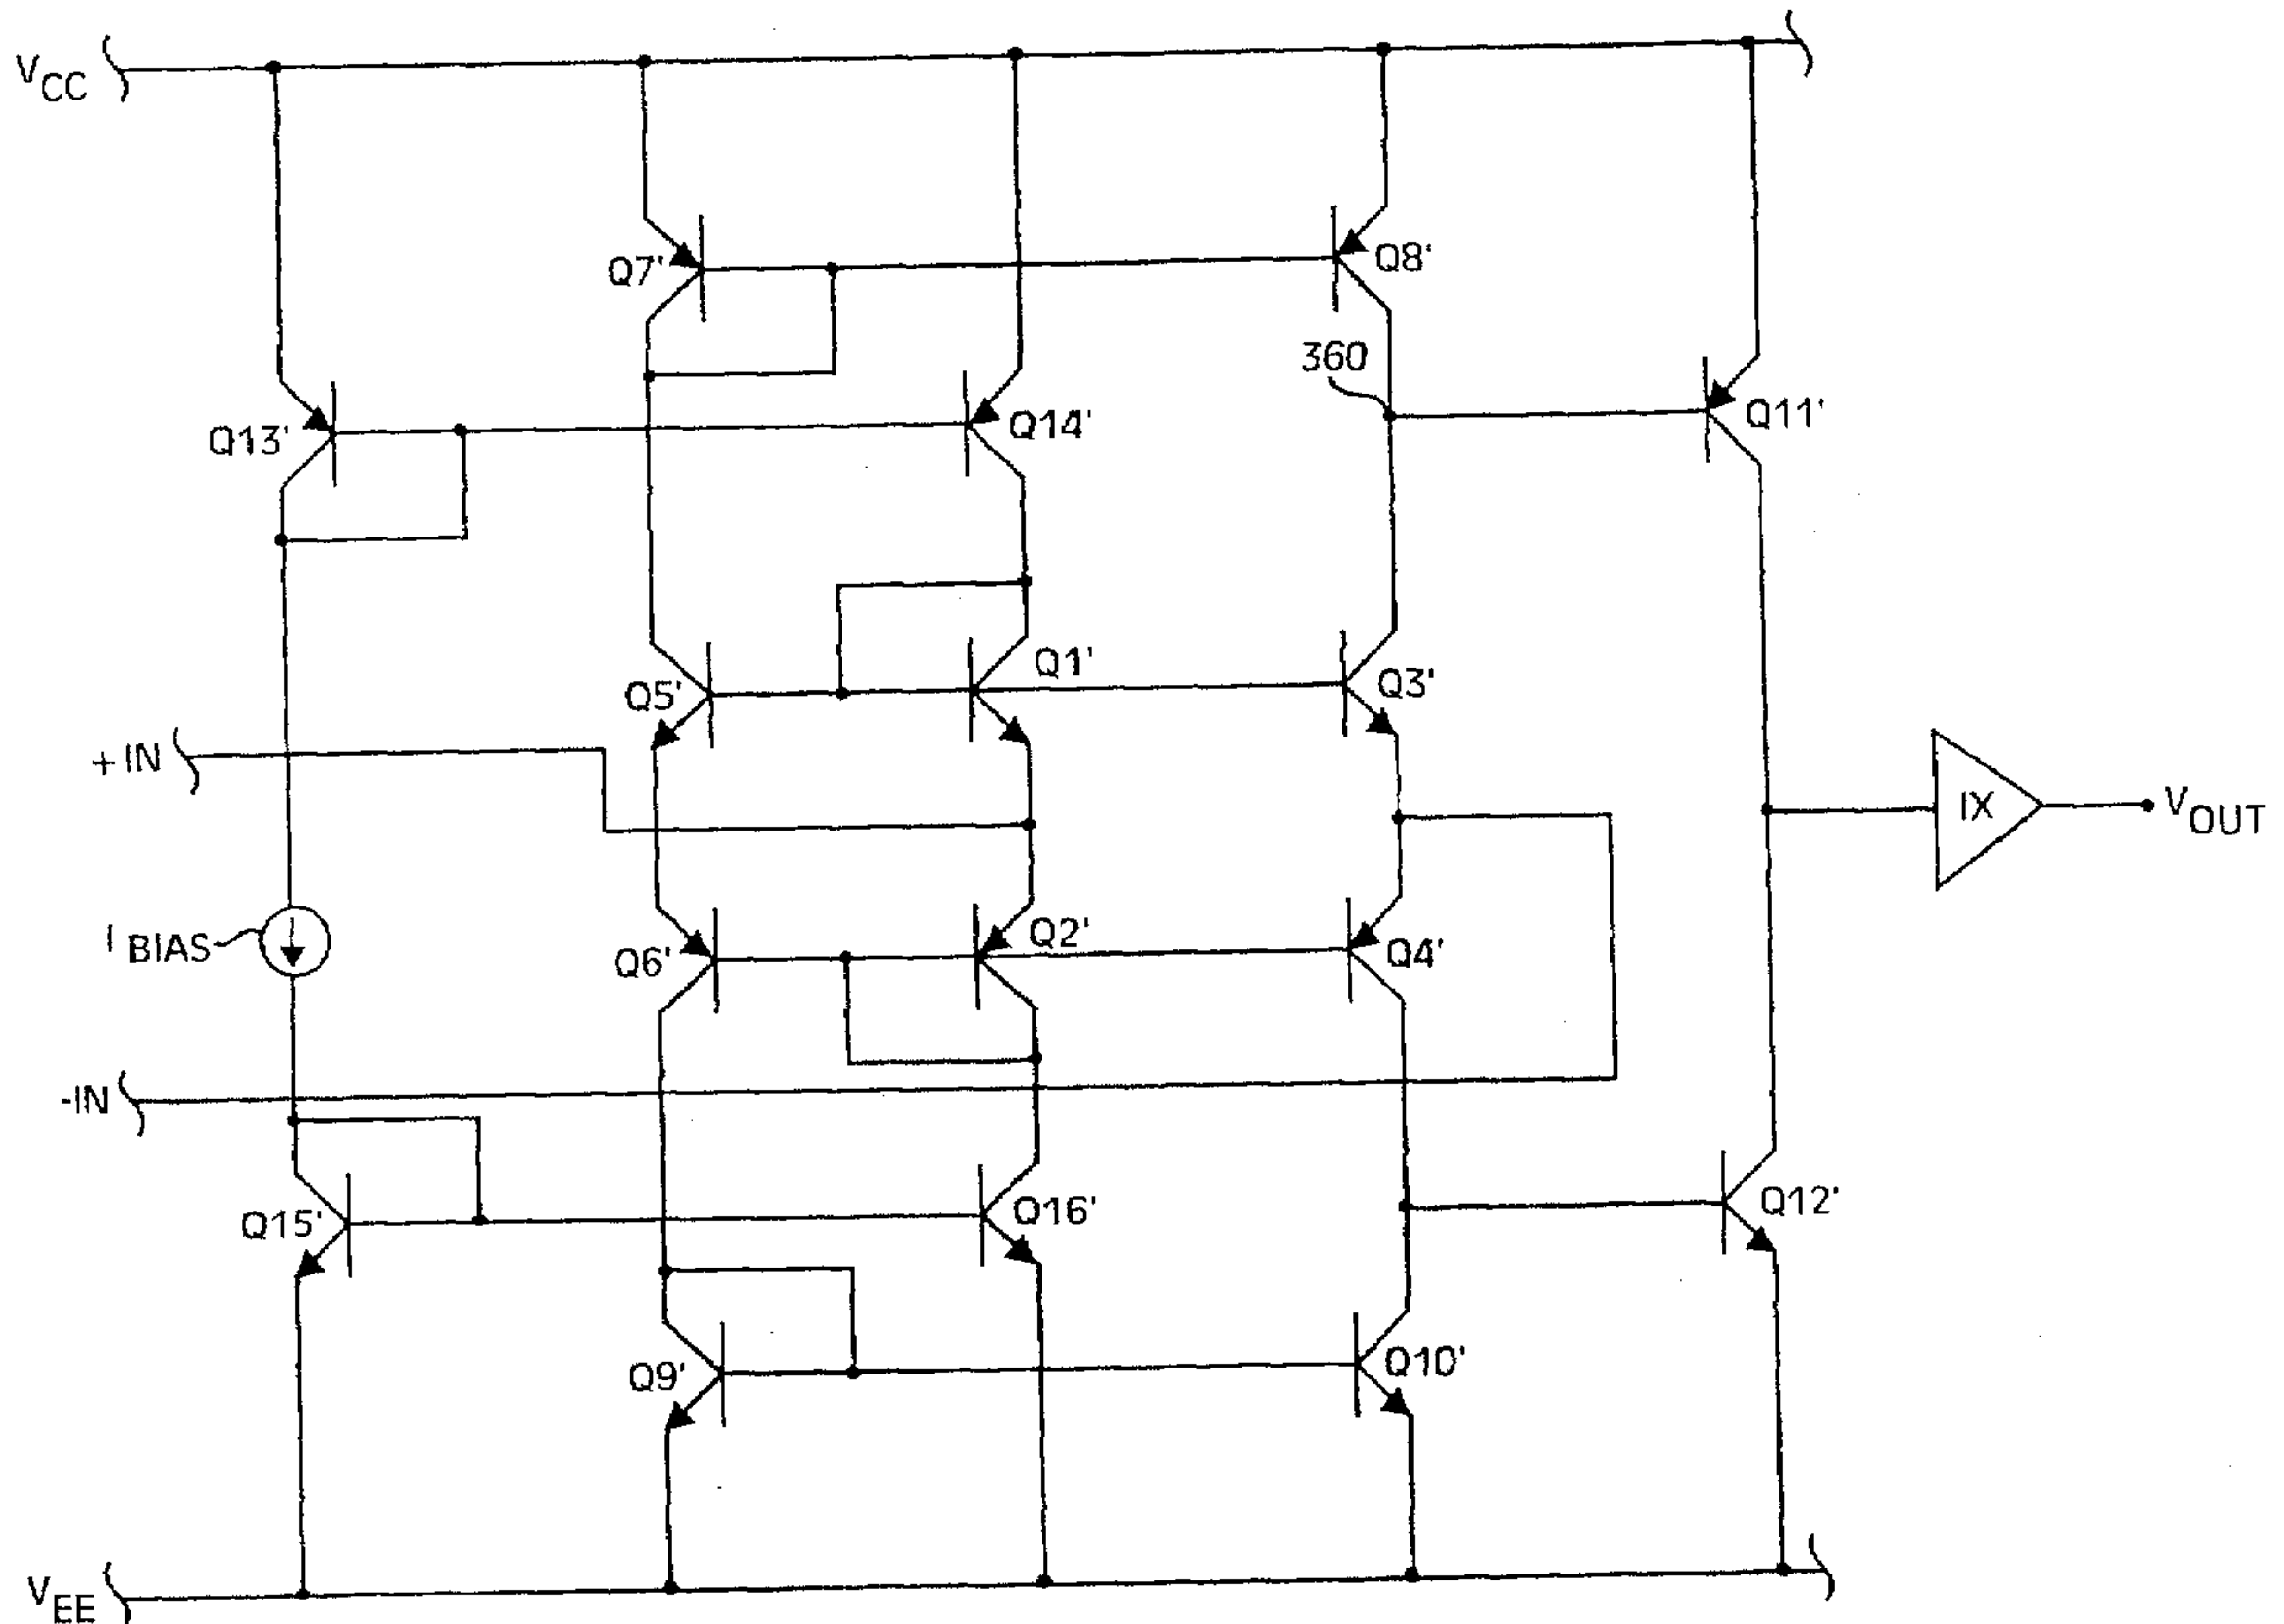 VCC
Q7'
Q8'
360
Q13'
Q14'
Q11'
Q5'
Q1'
Q3'
+IN
IX
VOUT
I BIAS
Q6'
Q2'
Q4'
-IN
Q15'
Q16'
Q12'
Q9'
Q10'
VEE